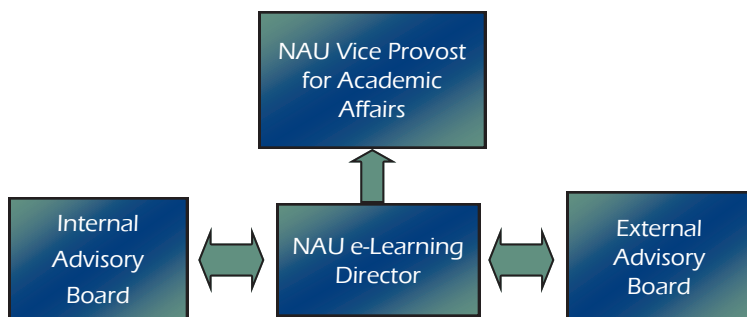 NAU Vice Provost
for Academic
Affairs
Internal
Advisory
Board
NAU e-Learning
Director
External
Advisory
Board